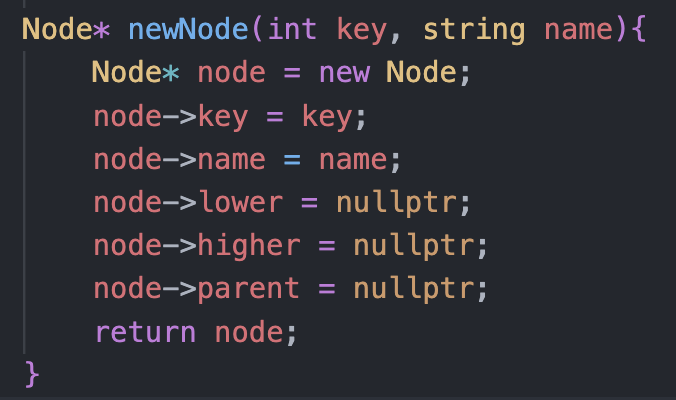 Node* newNode(int key, string name){
    Node* node = new Node;
    node->key = key;
    node->name = name;
    node->lower = nullptr;
    node->higher = nullptr;
    node->parent = nullptr;
    return node;
}